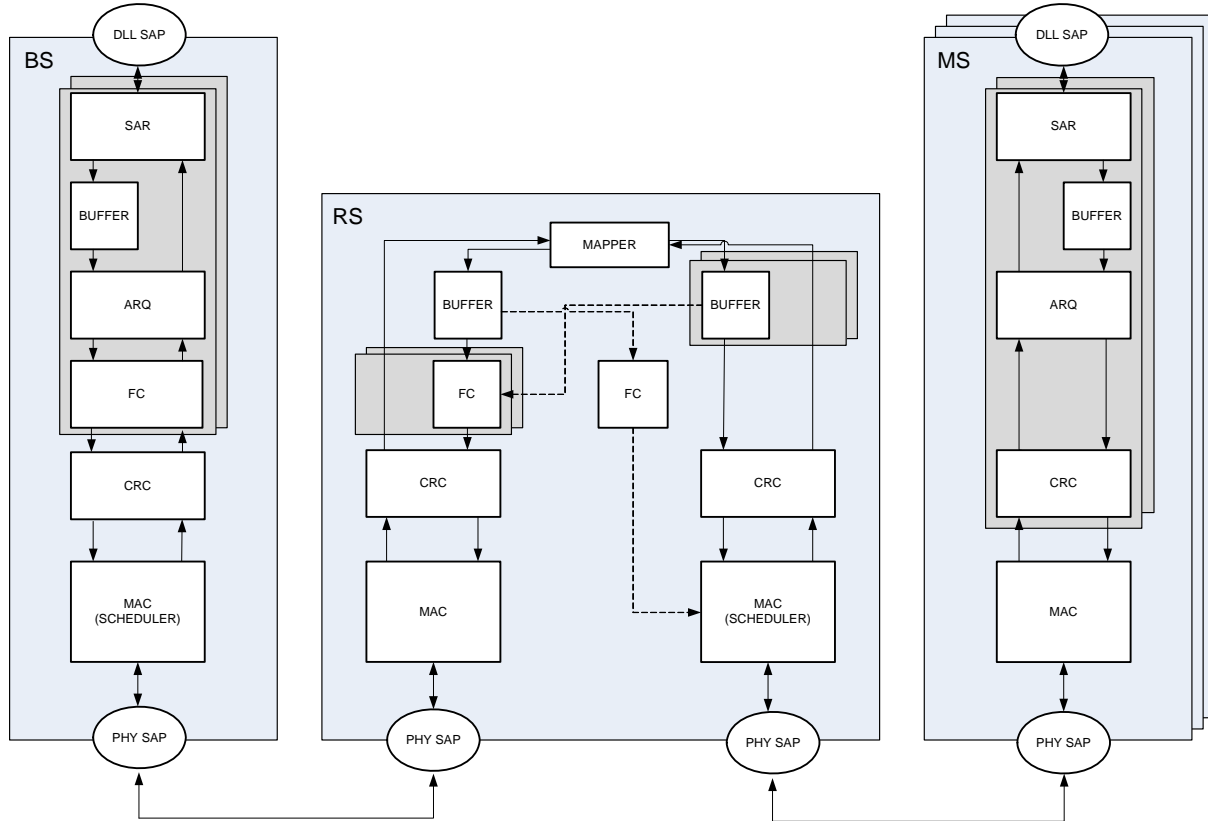 BS
DLL SAP
SAR
BUFFER
ARQ
FC
CRC
MAC
(SCHEDULER)
PHY SAP
RS
MAPPER
BUFFER
BUFFER
FC
FC
CRC
CRC
MAC
MAC
(SCHEDULER)
PHY SAP
PHY SAP
MS
DLL SAP
SAR
BUFFER
ARQ
CRC
MAC
PHY SAP